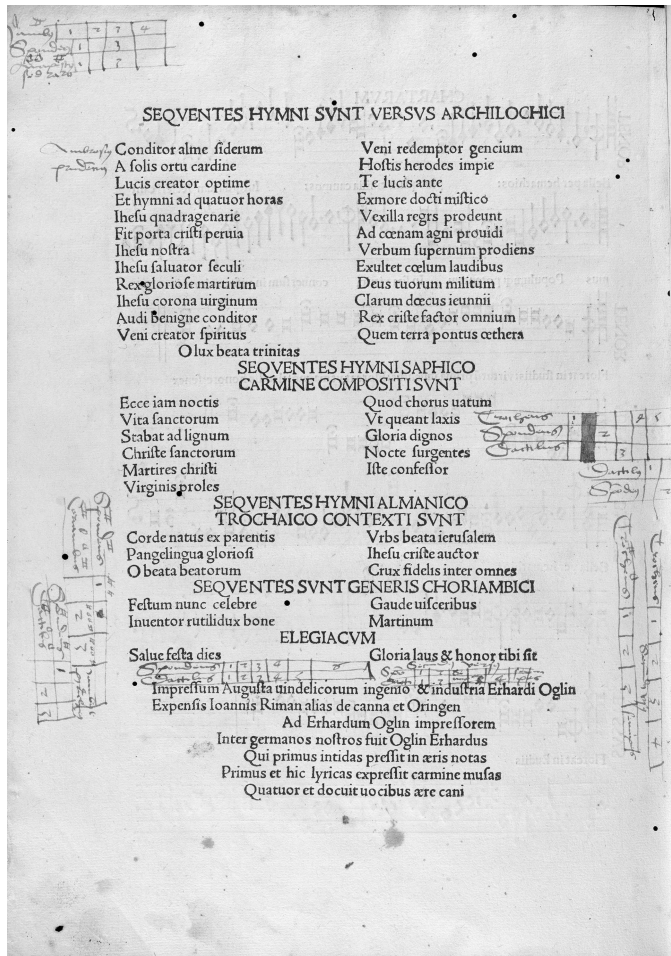 SEQVENTES HYMNI SVNT VERSVS ARCHILOCHICI
Conditor alme siderum
A solis ortu cardine
Lucis creator optime
Et hymni ad quatuor horas
Ihesu qnadragenarie
Fit porta cristi peruia
Ihesu nostra
Ihesu saluator seculi
Rex gloriose martirum
Ihesu corona uirginum
Audi benigne conditor
Veni creator spiritus
Veni redemptor gencium
Hostis herodes impie
Te lucis ante
Exmore docti mistico
Vexilla regrs prodeunt
Ad cœnam agni prouidi
Verbum supernum prodiens
Exultet cœlum laudibus
Deus tuorum militum
Clarum dœcus ieunnii
Rex criste factor omnium
Quem terra pontus œthera
O lux beata trinitas
SEQVENTES HYMNI SAPHICO
CARMINE COMPOSITI SVNT
Ecce iam noctis
Vita sanctorum
Stabat ad lignum
Christe sanctorum
Martires christi
Virginis proles
Quod chorus uatum
Vt queant laxis
Gloria dignos
Nocte surgentes
Iste confessor
SEQVENTES HYMNI ALMANICO
TROCHAICO CONTEXTI SVNT
Corde natus ex parentis
Pangelingua gloriosi
O beata beatorum
Vrbs beata ierusalem
Ihesu criste auctor
Crux fidelis inter omnes
SEQVENTES SVNT GENERIS CHORIAMBICI
Festum nunc celebre
Inuentor rutilidux bone
Gaude uisceribus
Martinum
ELEGIACVM
Salue festa dies
Gloria laus & honor tibi sit
Impressum Augusta uindelicorum ingenio & industria Erhardi Oglin
Expensis Ioannis Riman alias de canna et Oringen
Ad Erhardum Oglin impressorem
Inter germanos nostros fuit Oglin Erhardus
Qui primus intidas pressit in æris notas
Primus et hic lyricas expressit carmine musas
Quatuor et docuit uocibus ære cani